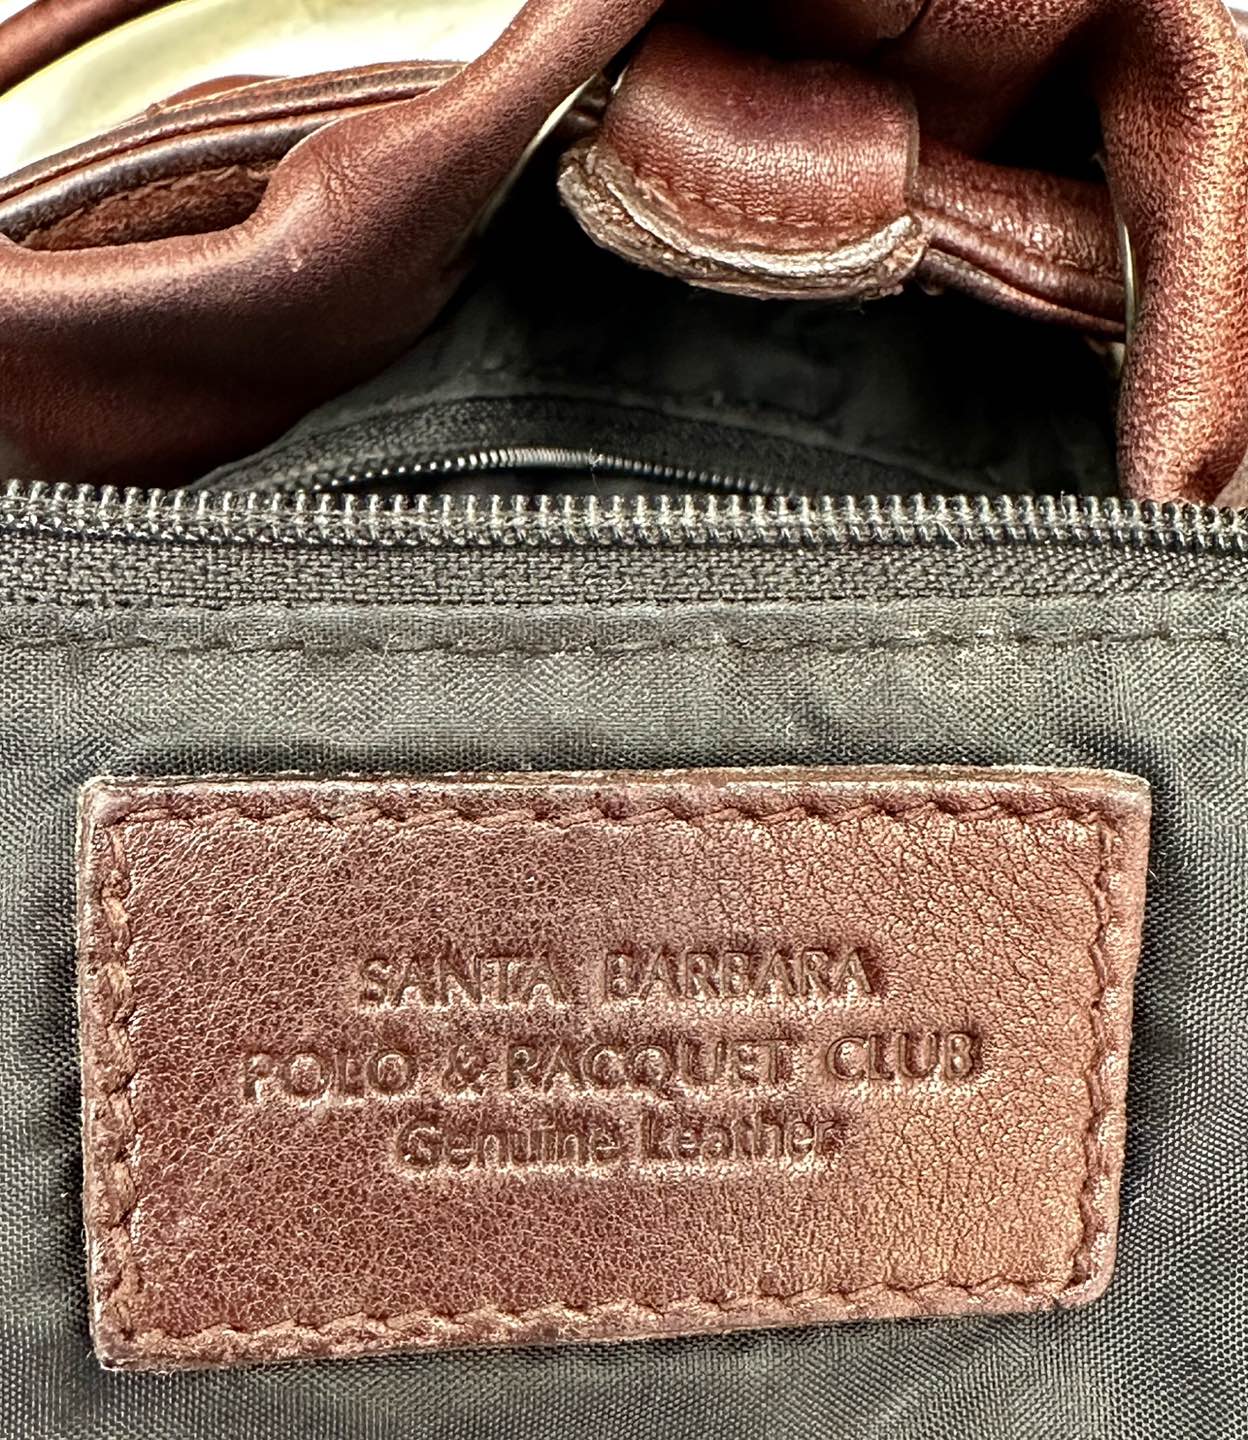 SANTA BARBARA
POLO & RACQUET CLUB
Genuine Leather